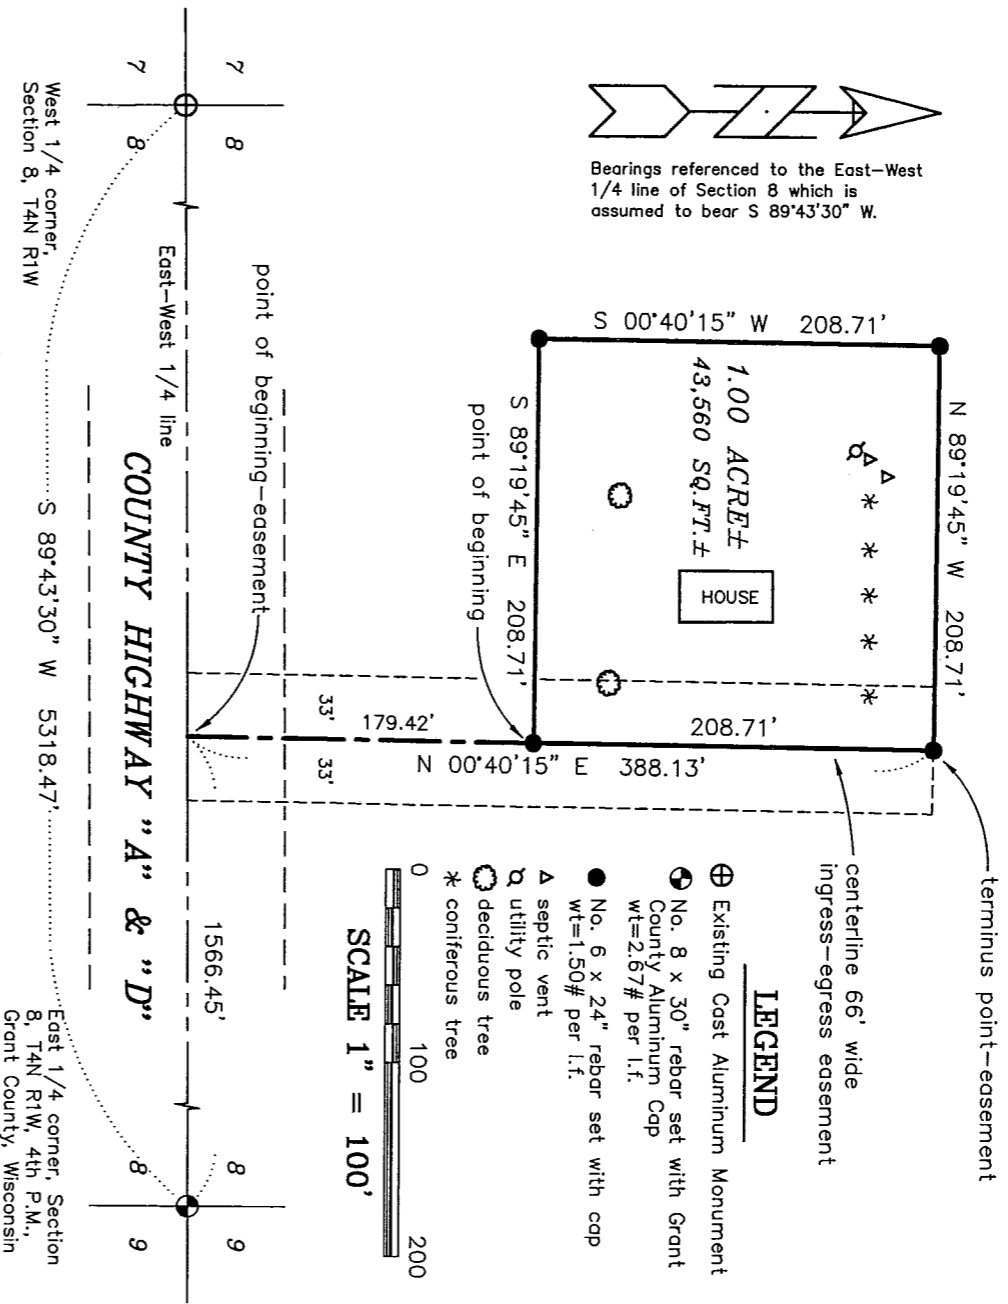 Bearings referenced to the East-West
1/4 line of Section 8 which is
assumed to bear S 89°43'30" W.
S 00°40'15" W 208.71'
N 89°19'45" W 208.71'
1.00 ACRE±
43,560 SQ.FT.±
HOUSE
S 89°19'45" E 208.71'
208.71'
point of beginning
179.42'
N 00°40'15" E 388.13'
33'
33'
point of beginning-easement
terminus point-easement
centerline 66' wide
ingress-egress easement
7
8
7
8
West 1/4 corner,
Section 8, T4N R1W
East-West 1/4 line
COUNTY HIGHWAY "A" & "D"
S 89°43'30" W 5318.47'
1566.45'
8
9
8
9
East 1/4 corner, Section
8, T4N R1W, 4th P.M.,
Grant County, Wisconsin
LEGEND
Existing Cast Aluminum Monument
No. 8 x 30" rebar set with Grant
County Aluminum Cap
wt=2.67# per l.f.
No. 6 x 24" rebar set with cap
wt=1.50# per l.f.
septic vent
utility pole
deciduous tree
coniferous tree
0 100 200
SCALE 1" = 100'